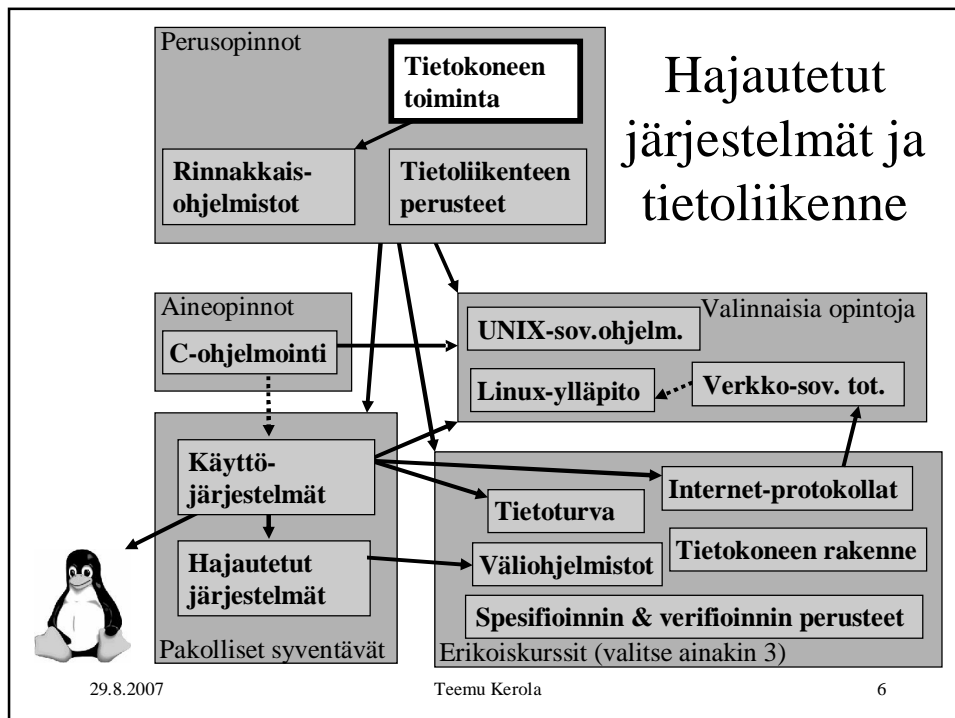 Perusopinnot
Tietokoneen
toiminta
Rinnakkais-
ohjelmistot
Tietoliikenteen
perusteet
Hajautetut
järjestelmät ja
tietoliikenne
Aineopinnot
C-ohjelmointi
Valinnaisia opintoja
UNIX-sov.ohjelm.
Linux-ylläpito
Verkko-sov. tot.
Käyttö-
järjestelmät
Hajautetut
järjestelmät
Pakolliset syventävät
Internet-protokollat
Tietoturva
Tietokoneen rakenne
Väliohjelmistot
Spesifioinnin & verifioinnin perusteet
Erikoiskurssit (valitse ainakin 3)
29.8.2007
Teemu Kerola
6